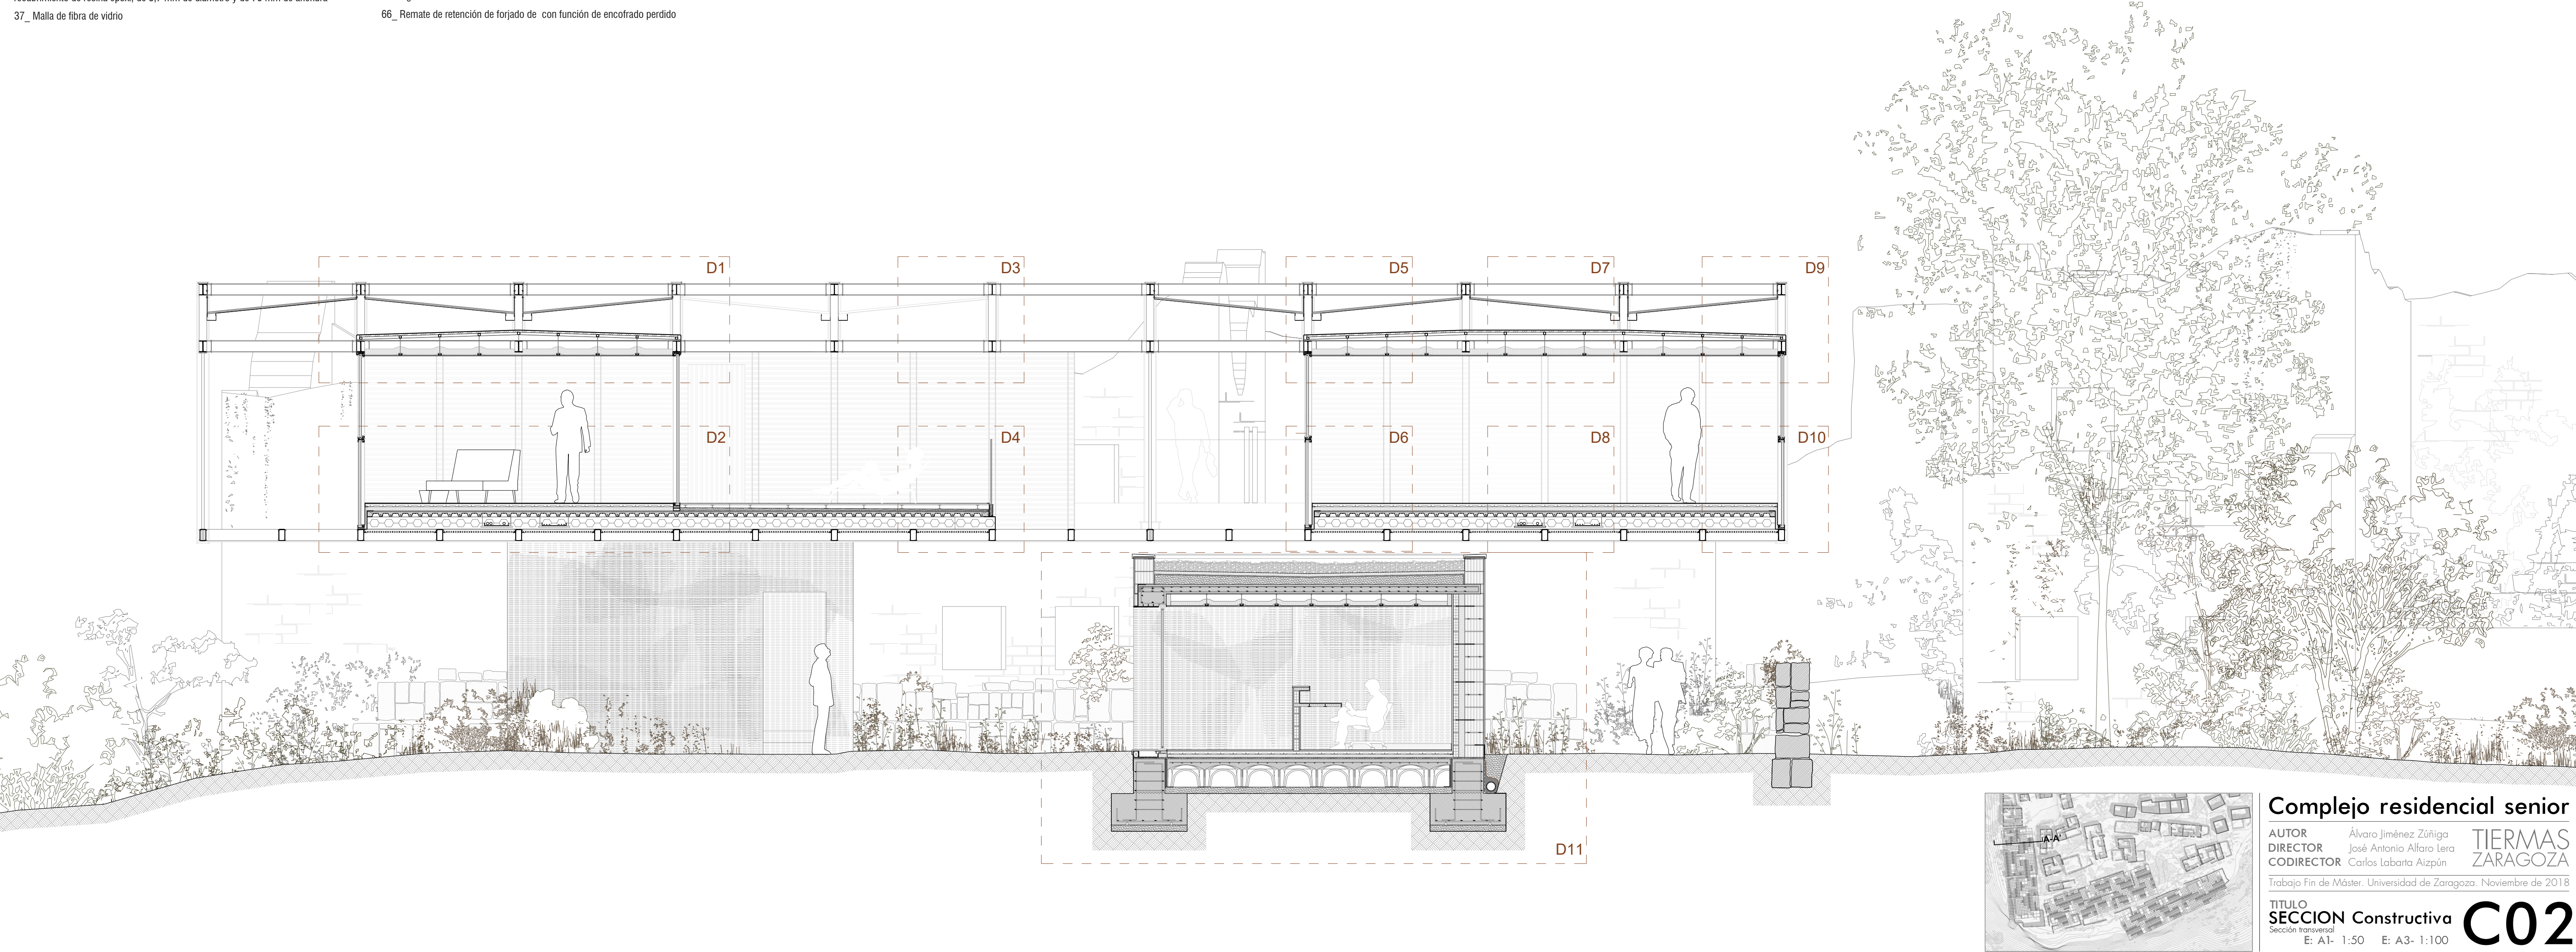 37_ Malla de fibra de vidrio
66_ Remate de retención de forjado de  con función de encofrado perdido
D1
D3
D5
D7
D9
D2
D4
D6
D8
D10
D11
A-A'
Complejo residencial senior
AUTOR Álvaro Jiménez Zúñiga
DIRECTOR José Antonio Alfaro Lera
CODIRECTOR Carlos Labarta Aizpún
TIERMAS
ZARAGOZA
Trabajo Fin de Máster. Universidad de Zaragoza. Noviembre de 2018
TITULO
SECCION Constructiva
Sección transversal
E: A1- 1:50 E: A3- 1:100
C02